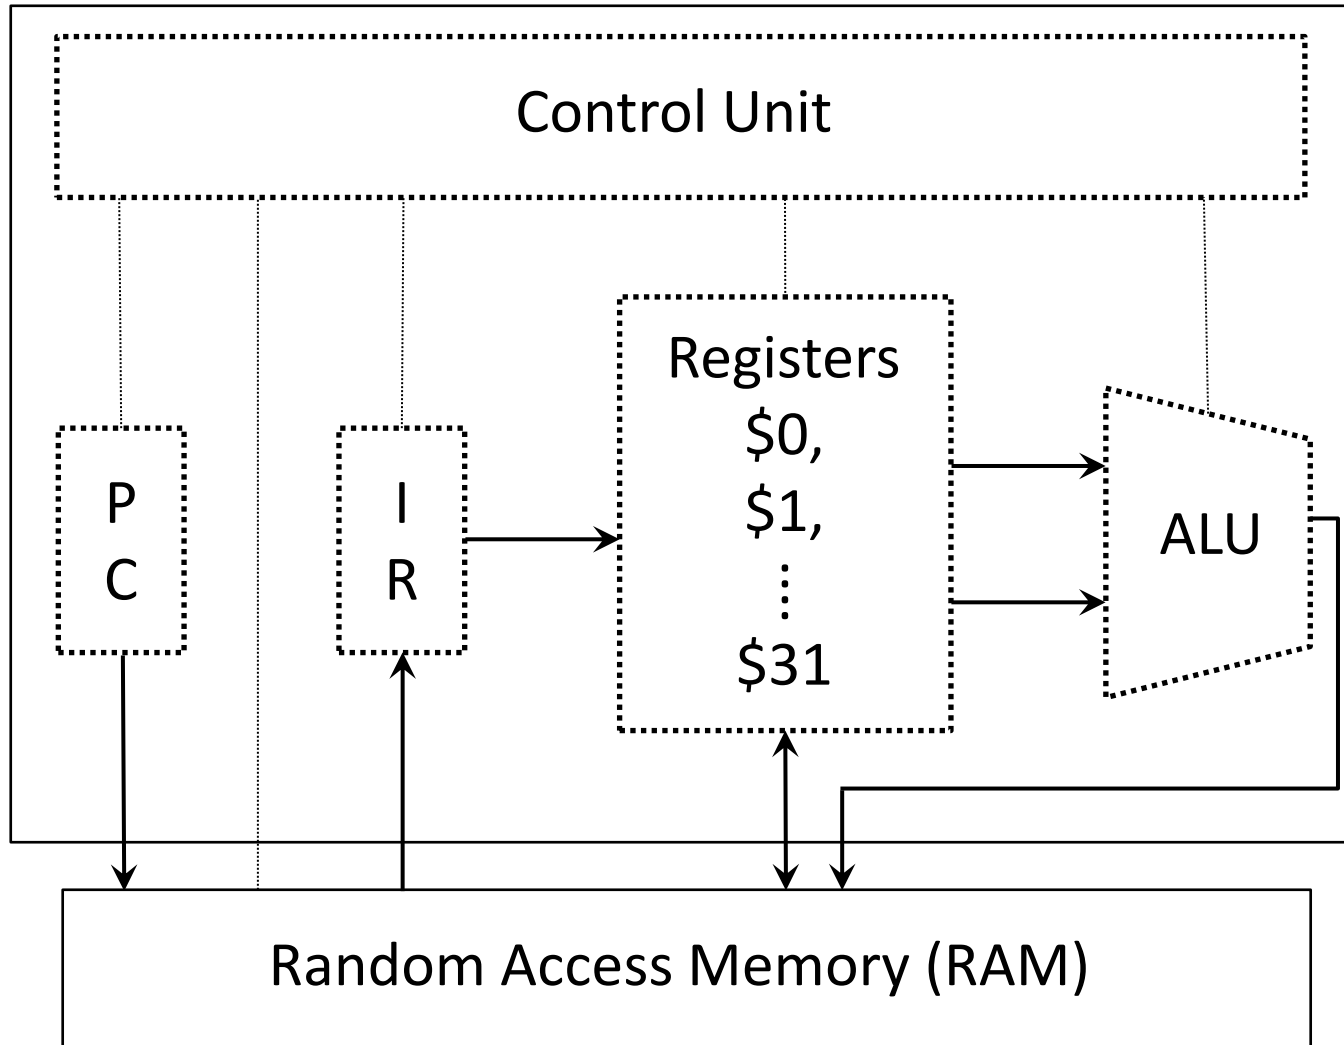 Control Unit
Registers
$0,
$1,
$31
P
C
I
R
ALU
Random Access Memory (RAM)